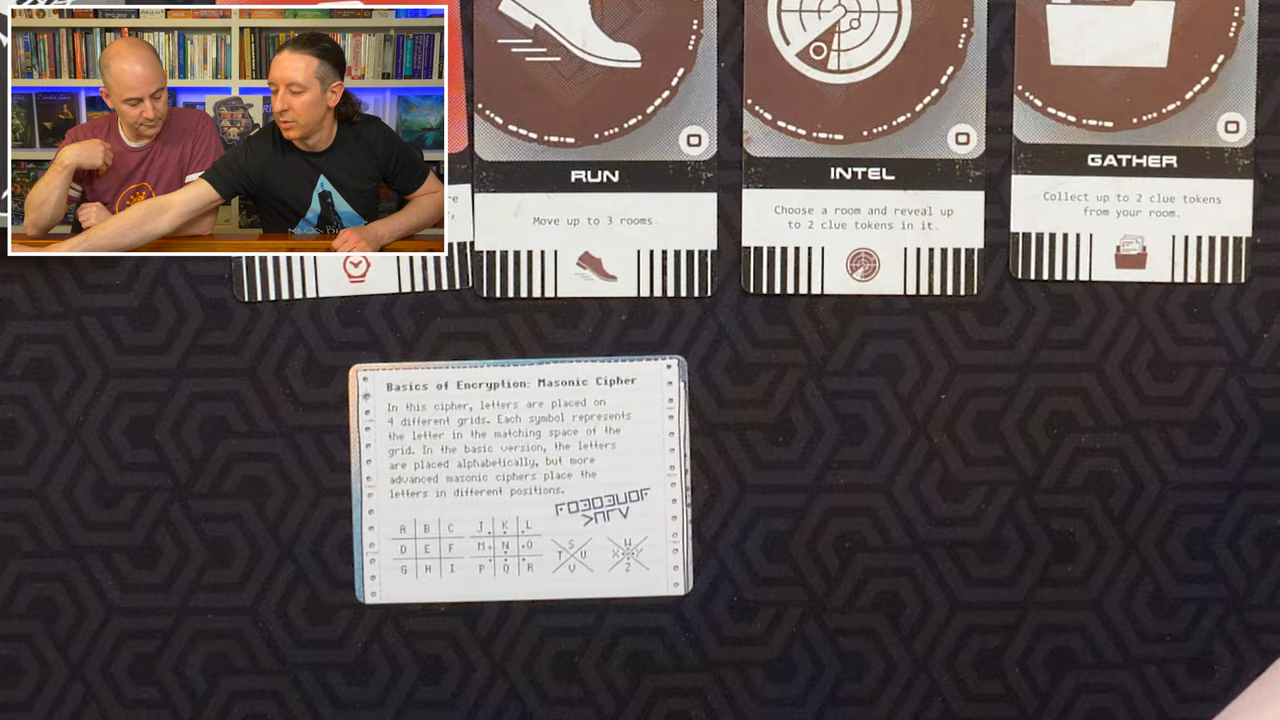 RUN
Move up to 3 rooms.
INTEL
Choose a room and reveal up
to 2 clue tokens in it.
GATHER
Collect up to 2 clue tokens
from your room.
Basics of Encryption: Masonic Cipher
In this cipher, letters are placed on
4 different grids. Each symbol represents
the letter in the matching space of the
grid. In the basic version, the letters
are placed alphabetically, but more
advanced masonic ciphers place the
letters in different positions.
A B C J K L
D E F M N O
G H I P Q R
S
T U
V
W
X Y
Z